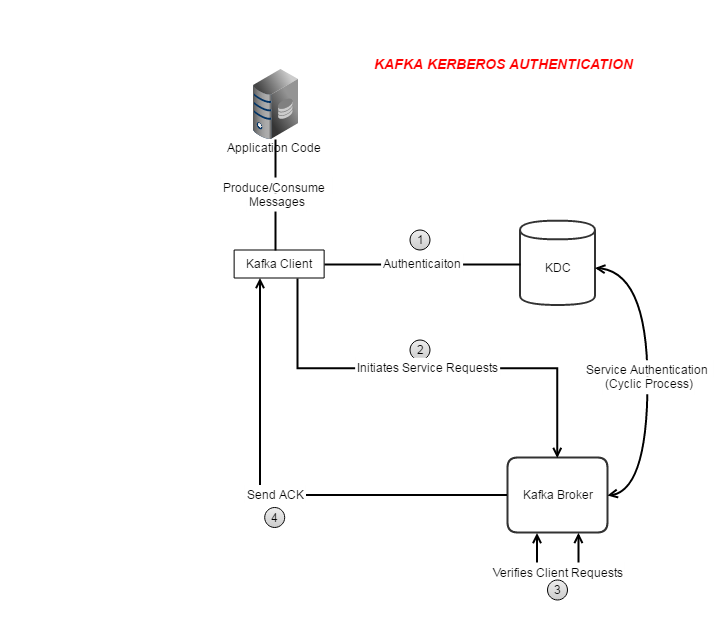 KAFKA KERBEROS AUTHENTICATION
Application Code
Produce/Consume
Messages
1
Kafka Client
Authenticaiton
KDC
2
Initiates Service Requests
Service Authentication
(Cyclic Process)
Send ACK
Kafka Broker
4
Verifies Client Requests
3